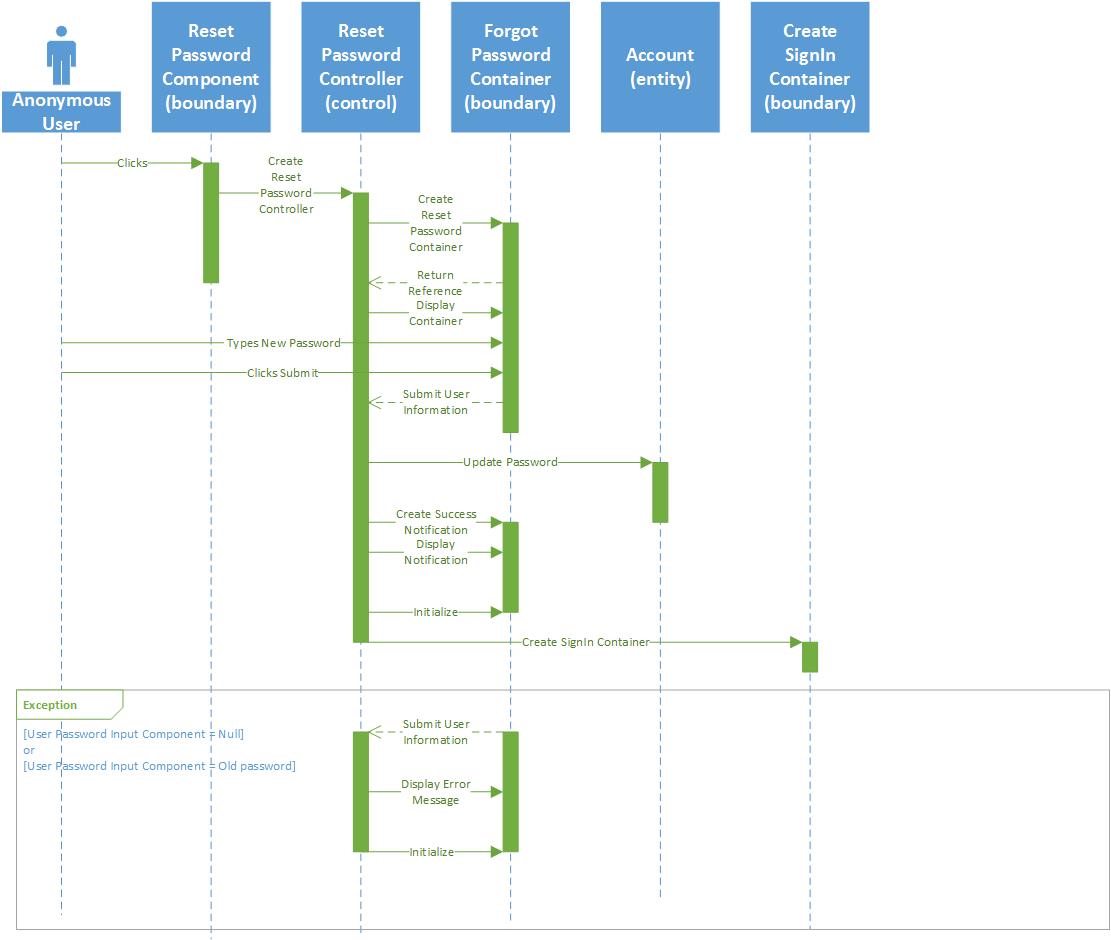 Anonymous
User
Reset
Password
Component
(boundary)
Reset
Password
Controller
(control)
Forgot
Password
Container
(boundary)
Account
(entity)
Create
SignIn
Container
(boundary)
Clicks
Create
Reset
Password
Controller
Create
Reset
Password
Container
Return
Reference
Display
Container
Types New Password
Clicks Submit
Submit User
Information
Update Password
Create Success
Notification
Display
Notification
Initialize
Create SignIn Container
Exception
[User Password Input Component = Null]
or
[User Password Input Component = Old password]
Submit User
Information
Display Error
Message
Initialize